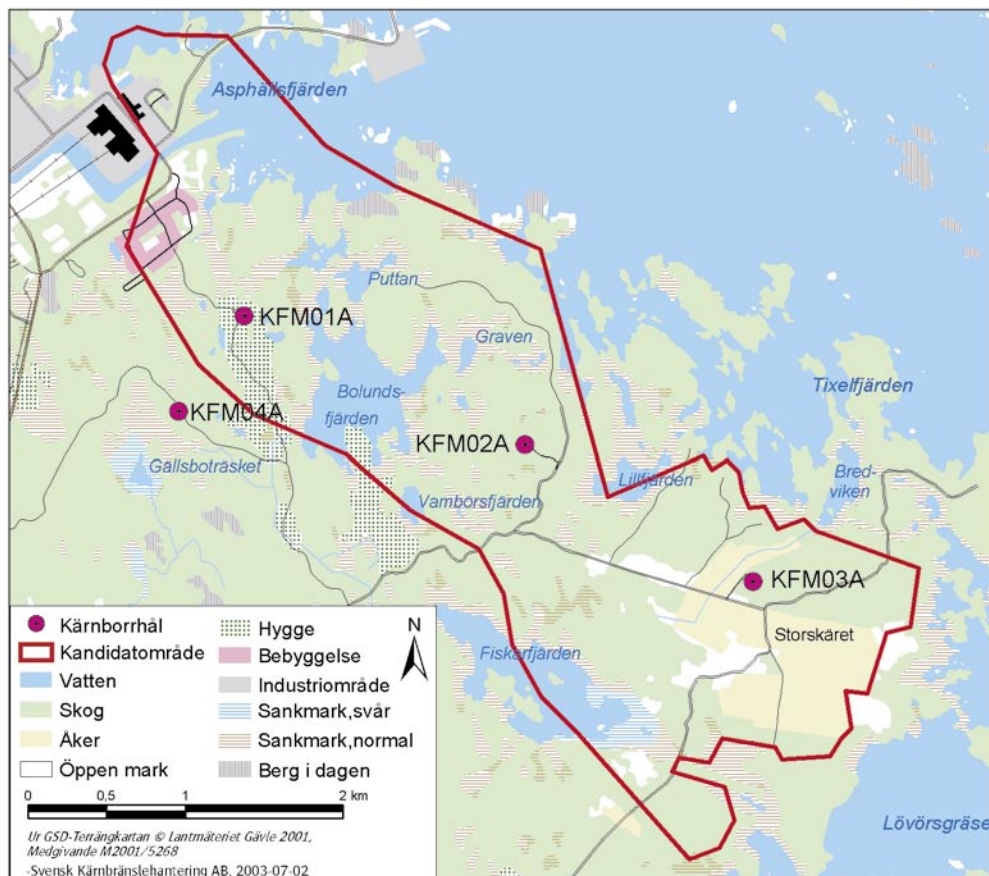 Asphällsfjärden
Puttan
KFM01A
Graven
Bolunds-
fjärden
Tixelfjärden
KFM04A
KFM02A
Gällsboträsket
Lillfjärden
Bred-
viken
Vambörsfjärden
KFM03A
Storskäret
Fiskarfjärden
Lövörsgräse
Kärnborrhål
Kandidatområde
Vatten
Skog
Åker
Öppen mark
Hygge
Bebyggelse
Industriområde
Sankmark,svår
Sankmark,normal
Berg i dagen
N
0 0,5 1 2 km
Ur GSD-Terrängkartan © Lantmäteriet Gävle 2001,
Medgivande M2001/5268
-Svensk Kärnbränslehantering AB, 2003-07-02